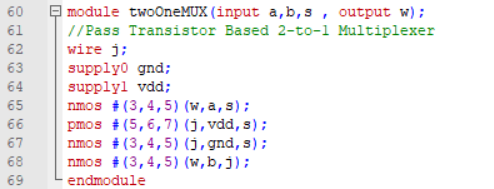 60 module twoOneMUX(input a,b,s , output w);
61 //Pass Transistor Based 2-to-1 Multiplexer
62 wire j;
63 supply0 gnd;
64 supply1 vdd;
65 nmos #(3,4,5)(w,a,s);
66 pmos #(5,6,7)(j,vdd,s);
67 nmos #(3,4,5)(j,gnd,s);
68 nmos #(3,4,5)(w,b,j);
69 endmodule